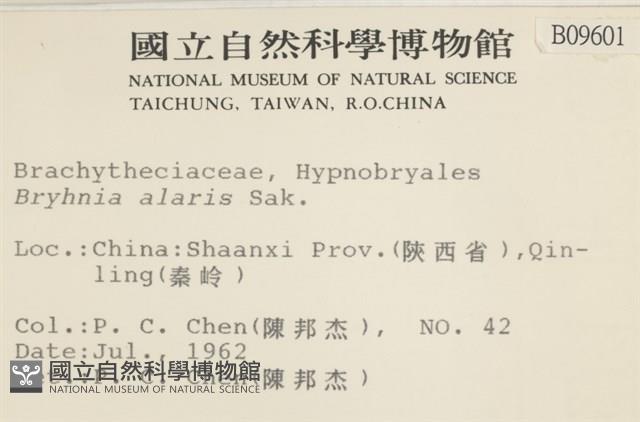 國立自然科學博物館
B09601
NATIONAL MUSEUM OF NATURAL SCIENCE
TAICHUNG, TAIWAN, R.O.CHINA
Brachytheciaceae, Hypnobryales
Bryhnia alaris Sak.
Loc.:China:Shaanxi Prov.(陝西省),Qin-
ling(秦岭)
Col.:P. C. Chen(陳邦杰), NO. 42
Date:Jul., 1962
P. C. Chen(陳邦杰)
國立自然科學博物館
NATIONAL MUSEUM OF NATURAL SCIENCE